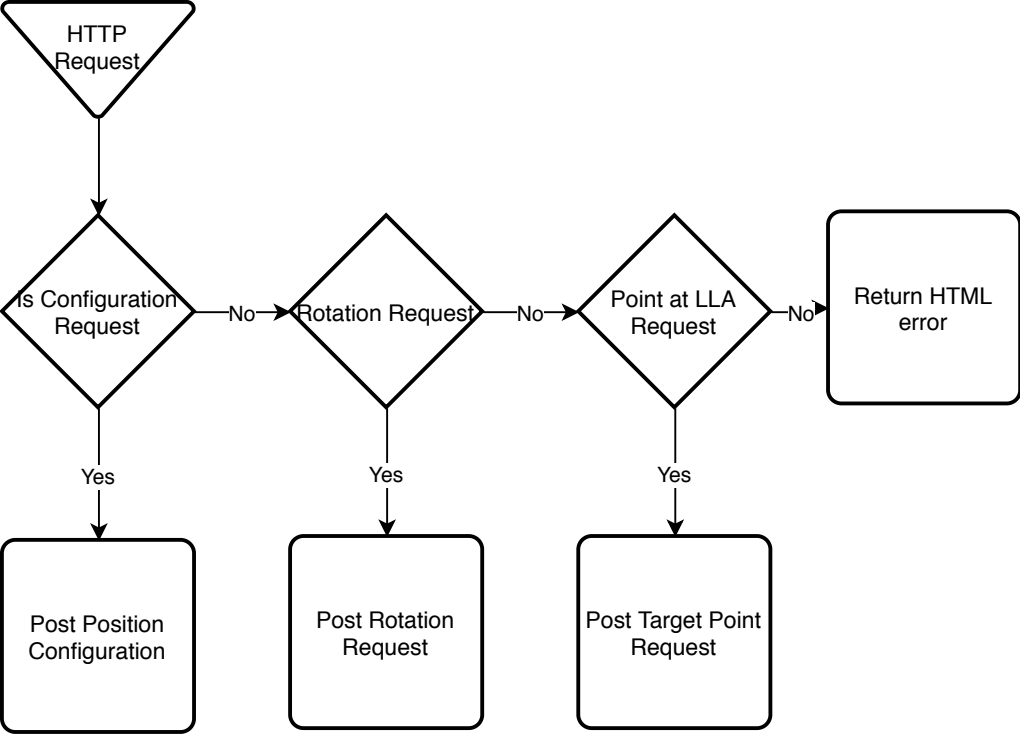 HTTP
Request
Is Configuration
Request
No
Rotation Request
No
Point at LLA
Request
No
Return HTML
error
Yes
Yes
Yes
Post Position
Configuration
Post Rotation
Request
Post Target Point
Request